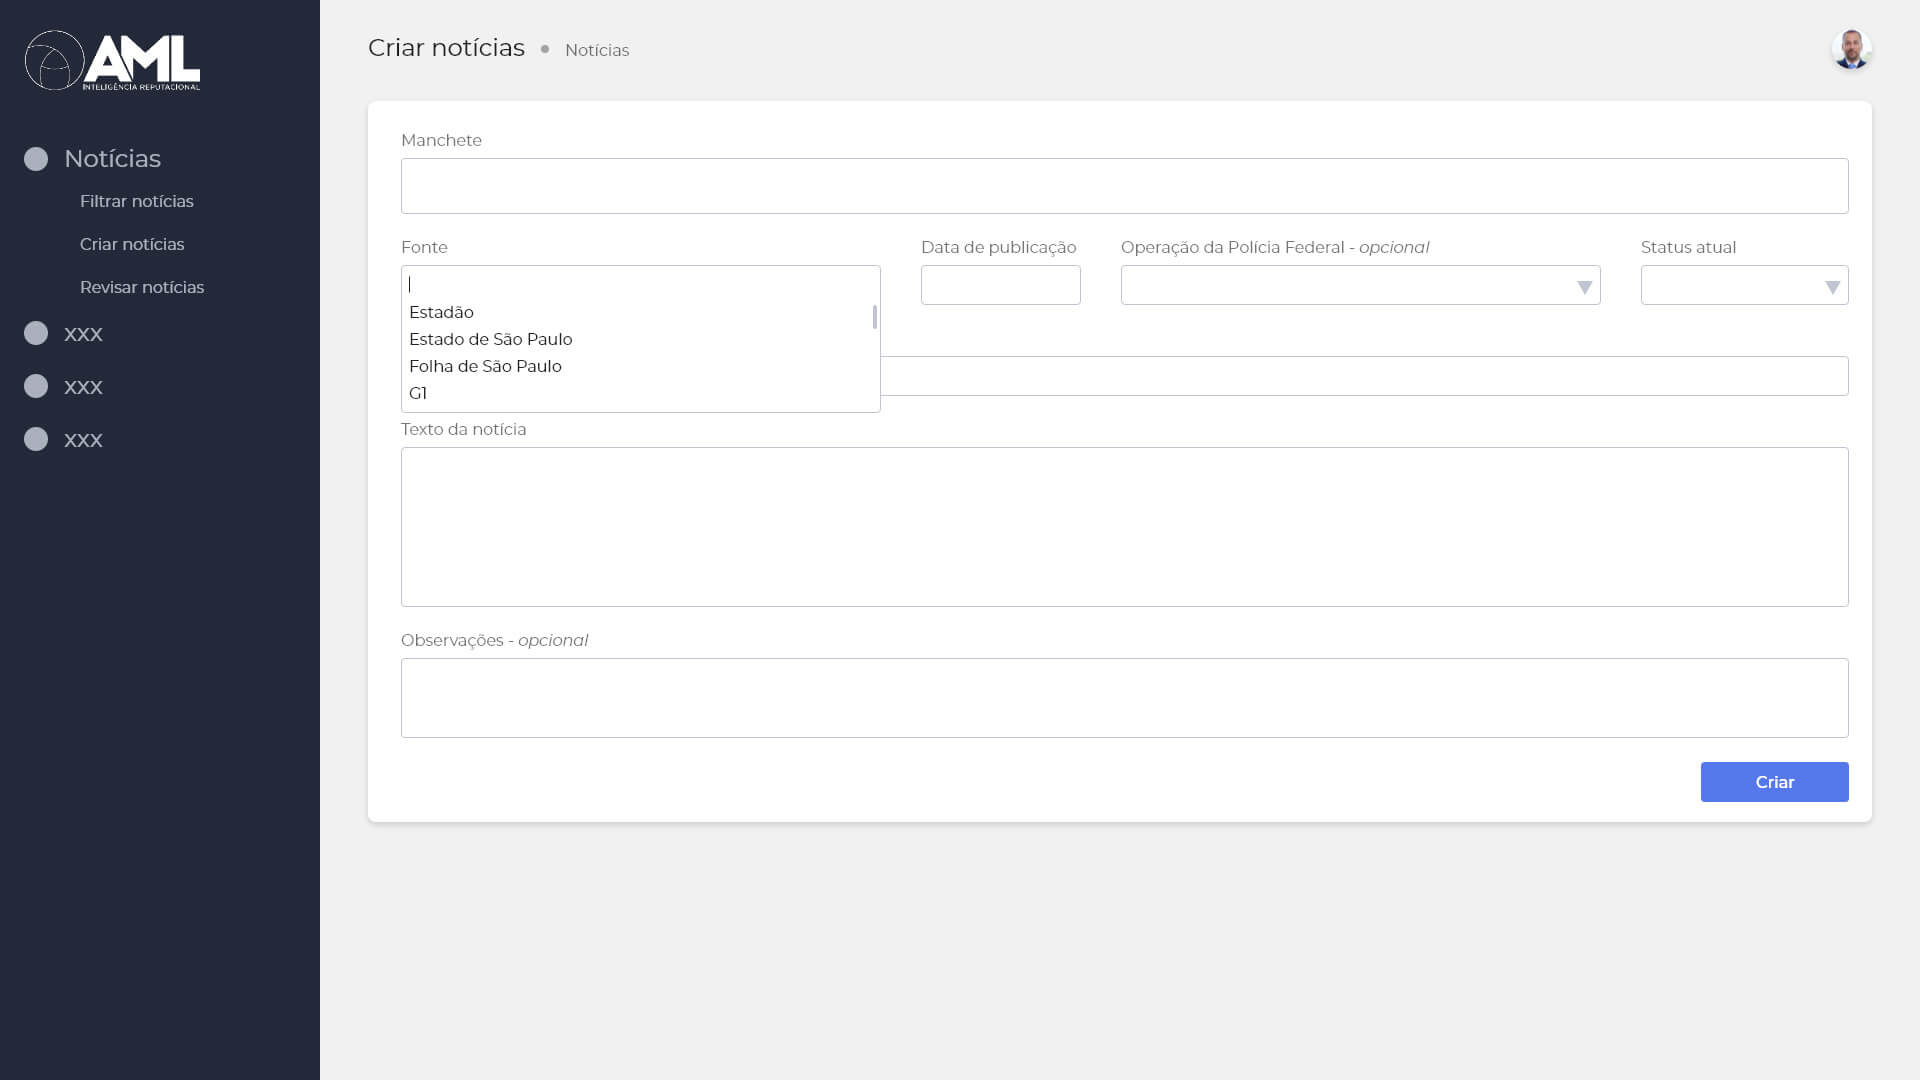 AML
INTELIGÊNCIA REPUTACIONAL
Notícias
Filtrar notícias
Criar notícias
Revisar notícias
xxx
xxx
xxx
Criar notícias
Notícias
Manchete
Fonte
Estadão
Estado de São Paulo
Folha de São Paulo
G1
Data de publicação
Operação da Polícia Federal - opcional
Status atual
Texto da notícia
Observações - opcional
Criar